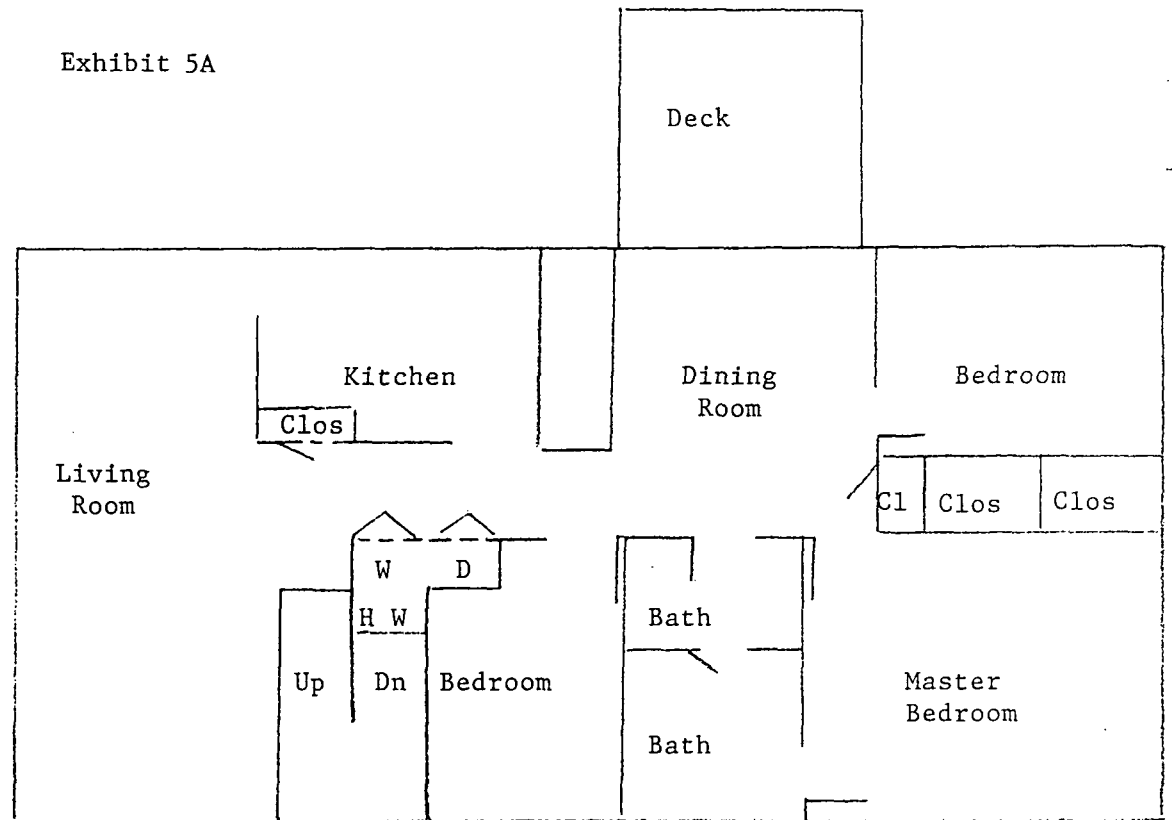 Exhibit 5A
Deck
Kitchen
Dining
Room
Bedroom
Clos
Living
Room
Cl
Clos
Clos
W
D
H W
Bath
Up
Dn
Bedroom
Master
Bedroom
Bath